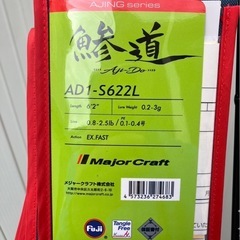 AJING series
鯵道
Aji-Do
AD1-S622L
Length 6'2" Lure Weight 0.2-3g
0.8-2.5lb PE 0.1-0.4号
Action EX.FAST
Major Craft
メジャークラフト株式会社
4 573236 274683
Fuji
Tangle Free